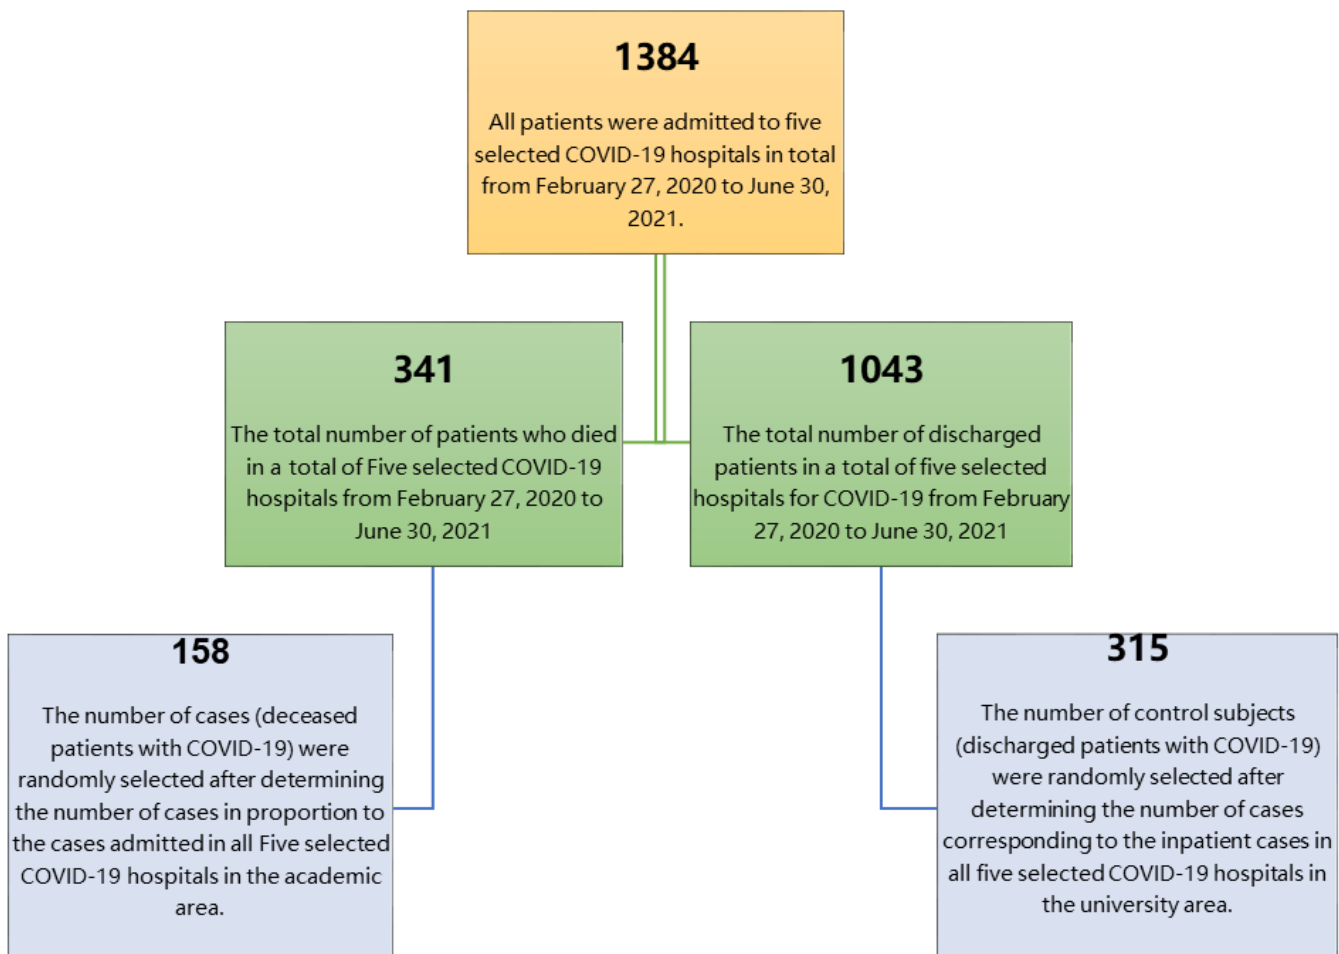 1384
All patients were admitted to five
selected COVID-19 hospitals in total
from February 27, 2020 to June 30,
2021.
341
The total number of patients who died
in a total of Five selected COVID-19
hospitals from February 27, 2020 to
June 30, 2021
1043
The total number of discharged
patients in a total of five selected
hospitals for COVID-19 from February
27, 2020 to June 30, 2021
158
The number of cases (deceased
patients with COVID-19) were
randomly selected after determining
the number of cases in proportion to
the cases admitted in all Five selected
COVID-19 hospitals in the academic
area.
315
The number of control subjects
(discharged patients with COVID-19)
were randomly selected after
determining the number of cases
corresponding to the inpatient cases in
all five selected COVID-19 hospitals in
the university area.